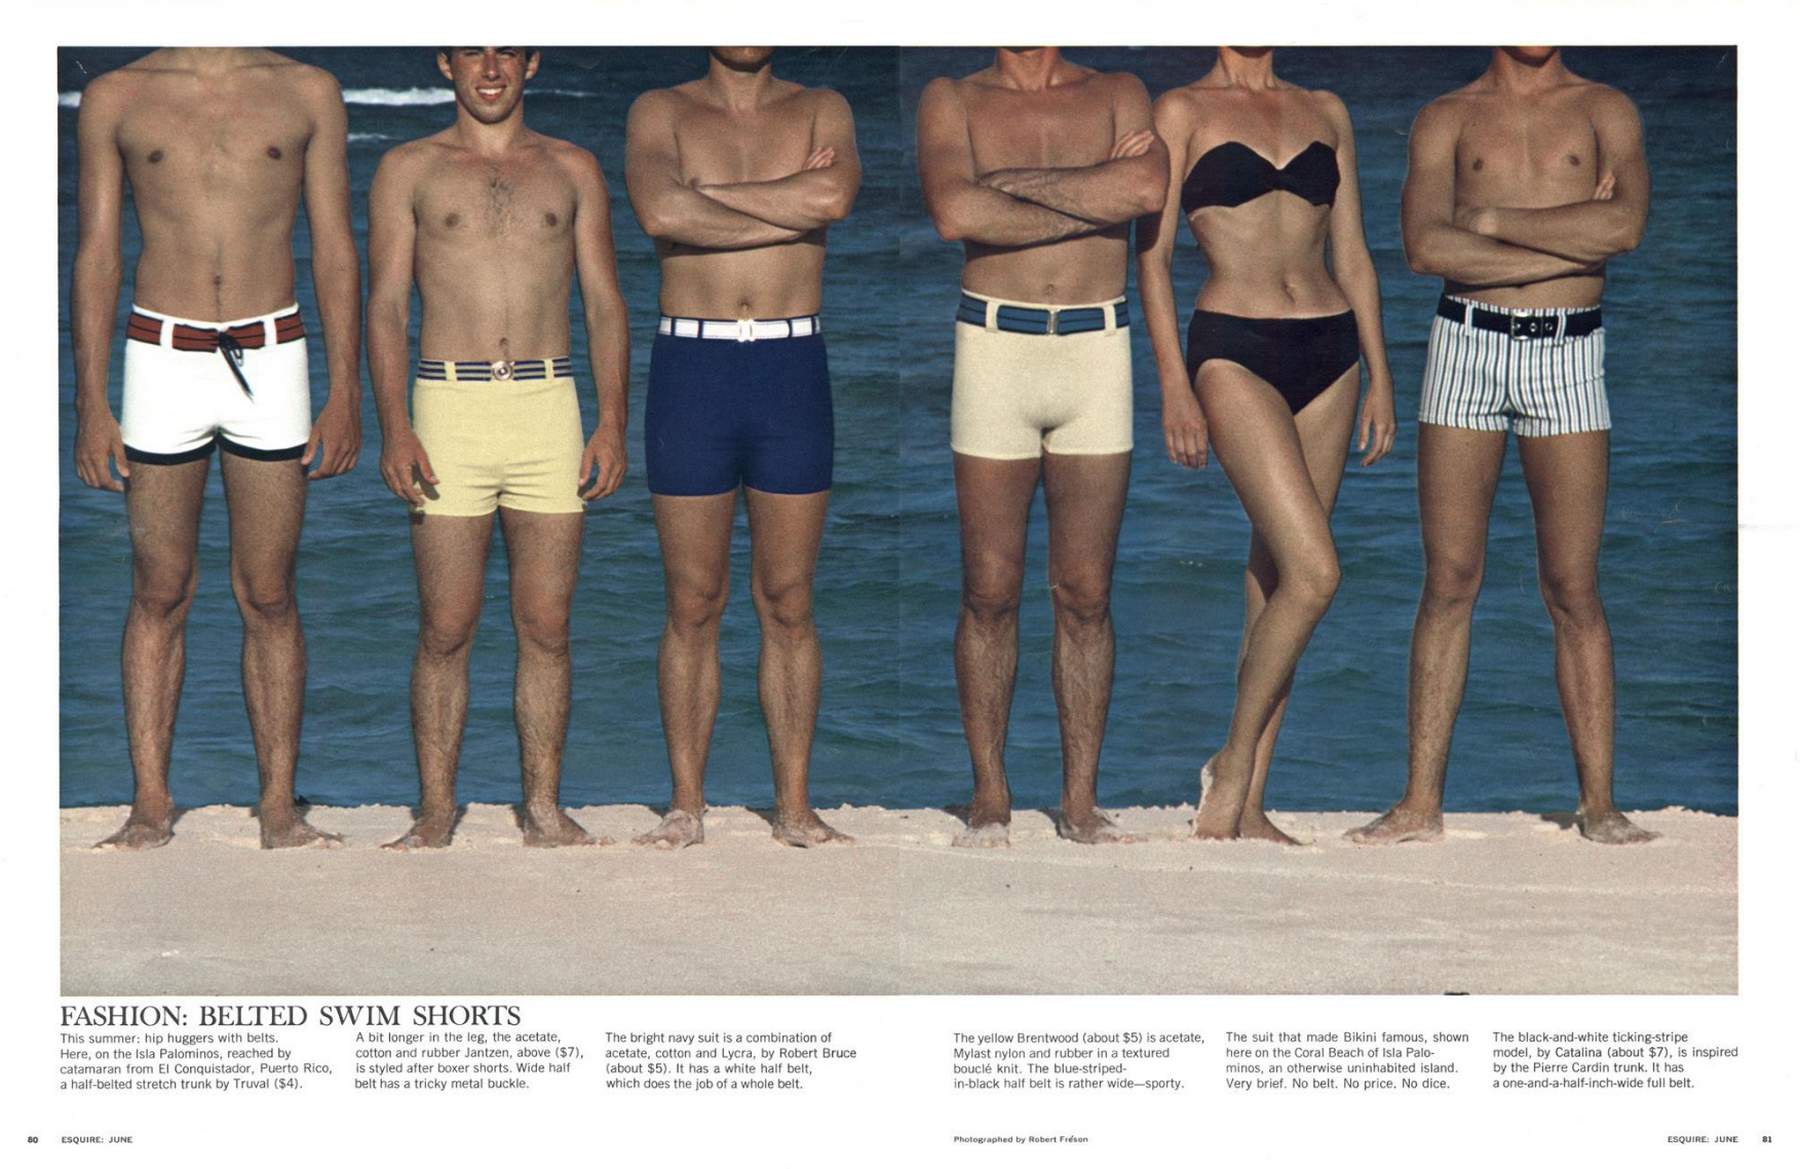 FASHION: BELTED SWIM SHORTS
This summer: hip huggers with belts.
Here, on the Isla Palominos, reached by
catamaran from El Conquistador, Puerto Rico,
a half-belted stretch trunk by Truval ($4).
A bit longer in the leg, the acetate,
cotton and rubber Jantzen, above ($7),
is styled after boxer shorts. Wide half
belt has a tricky metal buckle.
The bright navy suit is a combination of
acetate, cotton and Lycra, by Robert Bruce
(about $5). It has a white half belt,
which does the job of a whole belt.
The yellow Brentwood (about $5) is acetate,
Mylast nylon and rubber in a textured
bouclé knit. The blue-striped-
in-black half belt is rather wide—sporty.
The suit that made Bikini famous, shown
here on the Coral Beach of Isla Palo-
minos, an otherwise uninhabited island.
Very brief. No belt. No price. No dice.
The black-and-white ticking-stripe
model, by Catalina (about $7), is inspired
by the Pierre Cardin trunk. It has
a one-and-a-half-inch-wide full belt.
80 ESQUIRE: JUNE
Photographed by Robert Fréson
ESQUIRE: JUNE 81